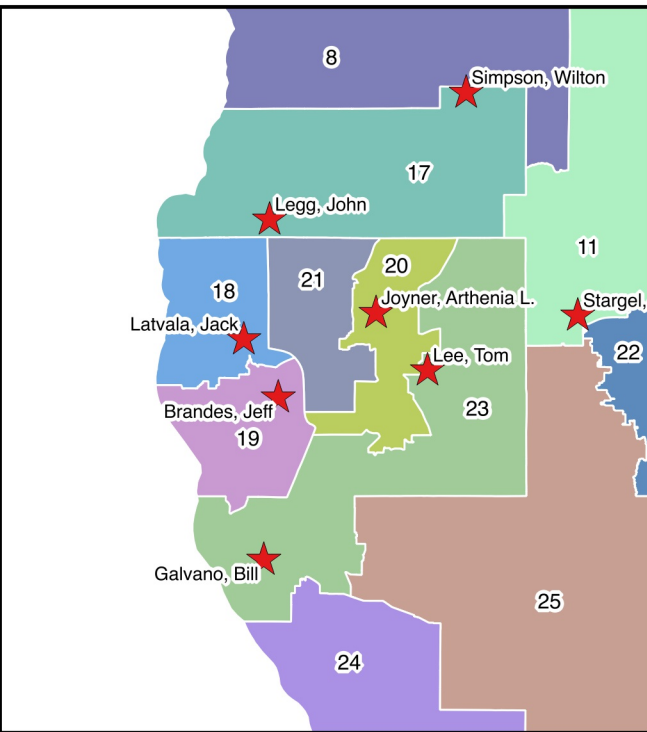 8
Simpson, Wilton
17
Legg, John
11
18
21
20
Joyner, Arthenia L.
Stargel,
Latvala, Jack
Lee, Tom
22
Brandes, Jeff
23
19
Galvano, Bill
25
24